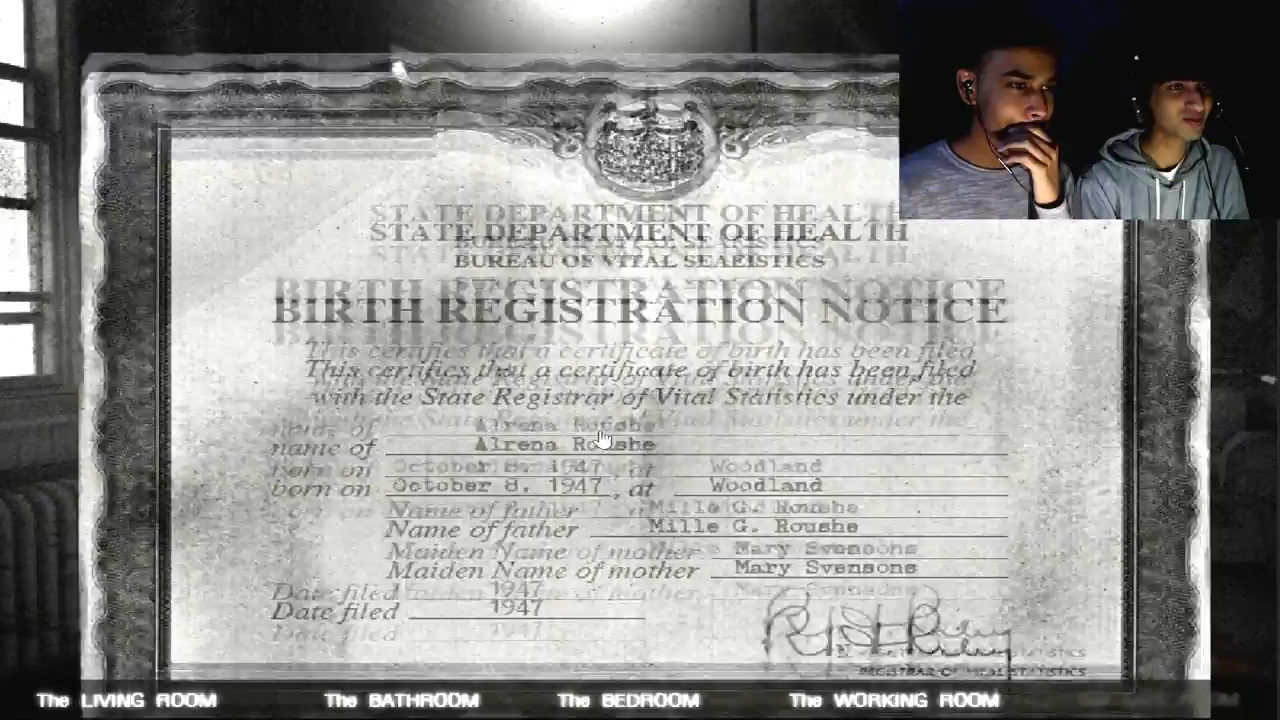 STATE DEPARTMENT OF HEALTH
BUREAU OF VITAL SEAEISTICS
BIRTH REGISTRATION NOTICE
This certifies that a certificate of birth has been filed
with the State Registrar of Vital Statistics under the
name of Alrena Roushe
born on October 8. 1947, at Woodland
Name of father Mille G. Roushe
Maiden Name of mother Mary Svensons
Date filed 1947
REGISTRAR OF STATISTICS
The LIVING ROOM The BATHROOM The BEDROOM The WORKING ROOM